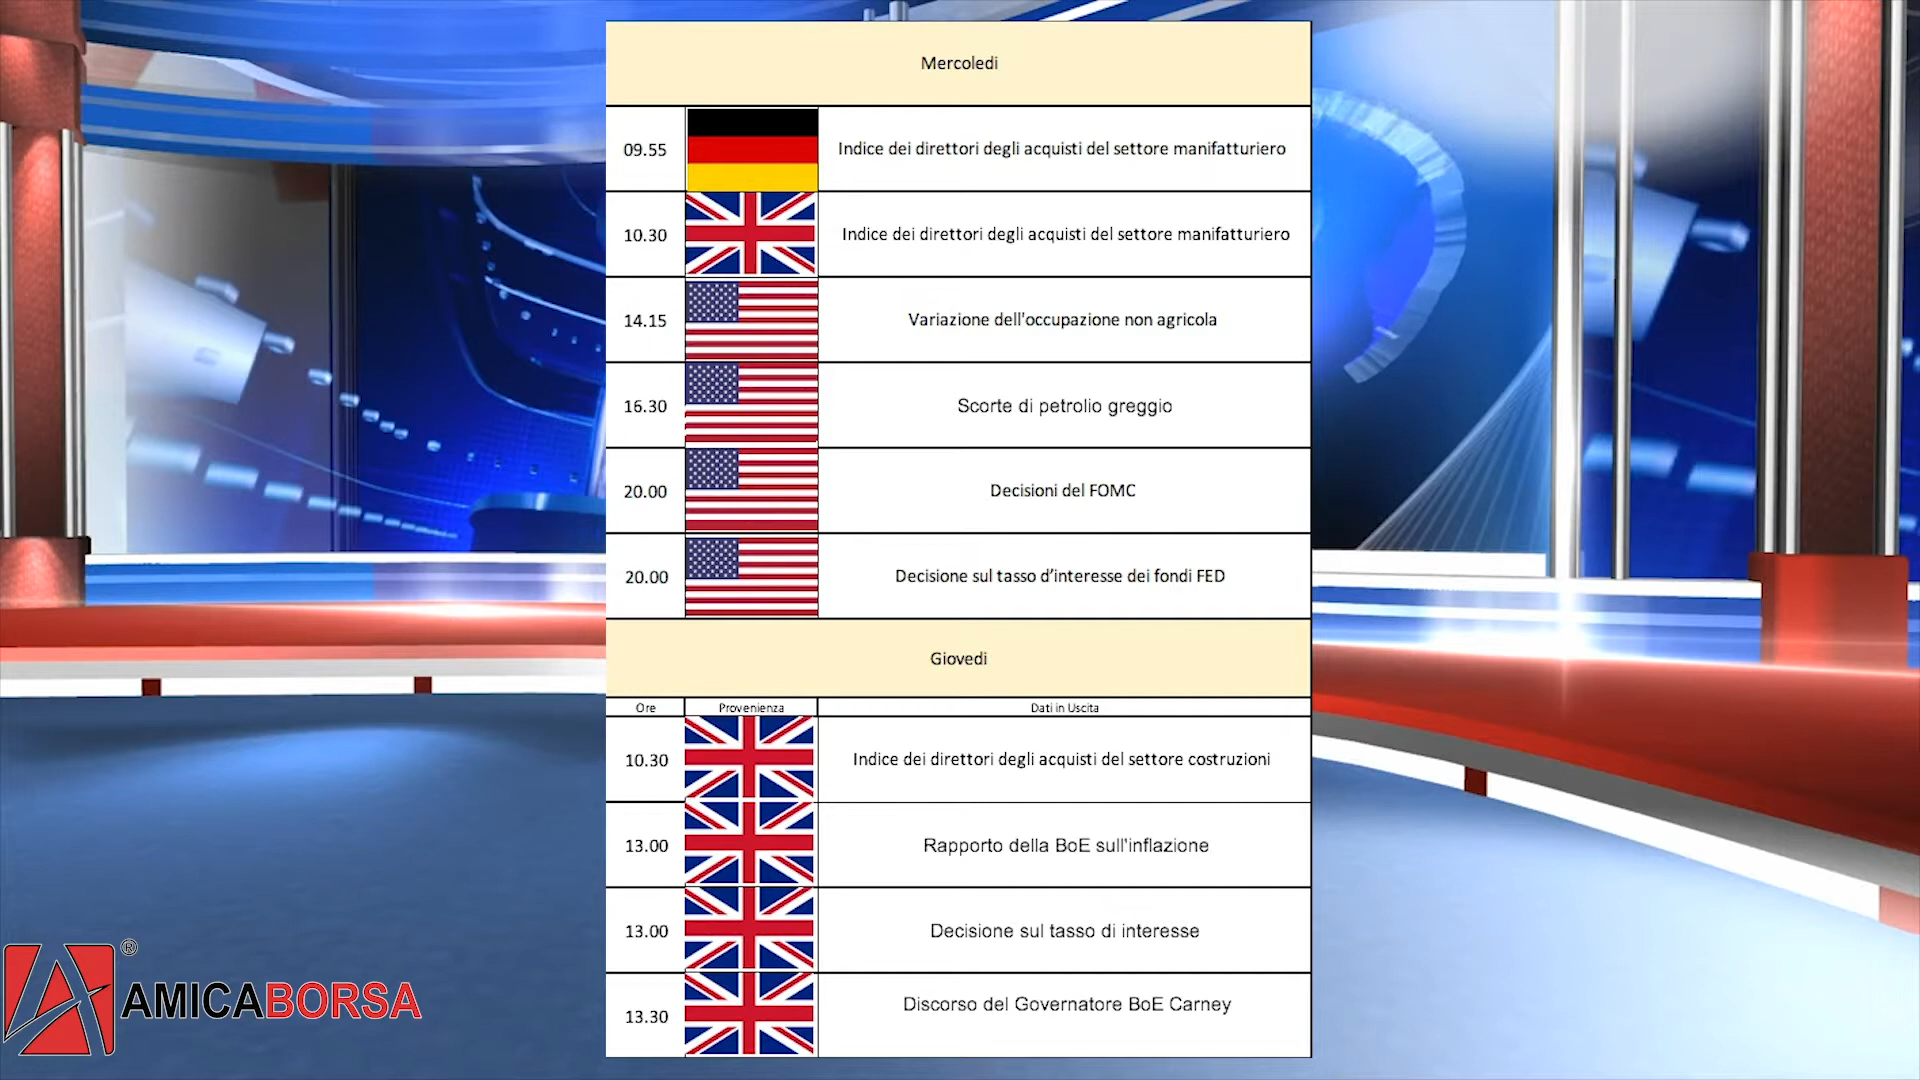 Mercoledi
09.55 Indice dei direttori degli acquisti del settore manifatturiero
10.30 Indice dei direttori degli acquisti del settore manifatturiero
14.15 Variazione dell'occupazione non agricola
16.30 Scorte di petrolio greggio
20.00 Decisioni del FOMC
20.00 Decisione sul tasso d'interesse dei fondi FED
Giovedi
Ore Provenienza Dati in Uscita
10.30 Indice dei direttori degli acquisti del settore costruzioni
13.00 Rapporto della BoE sull'inflazione
13.00 Decisione sul tasso di interesse
13.30 Discorso del Governatore BoE Carney
AMICABORSA®